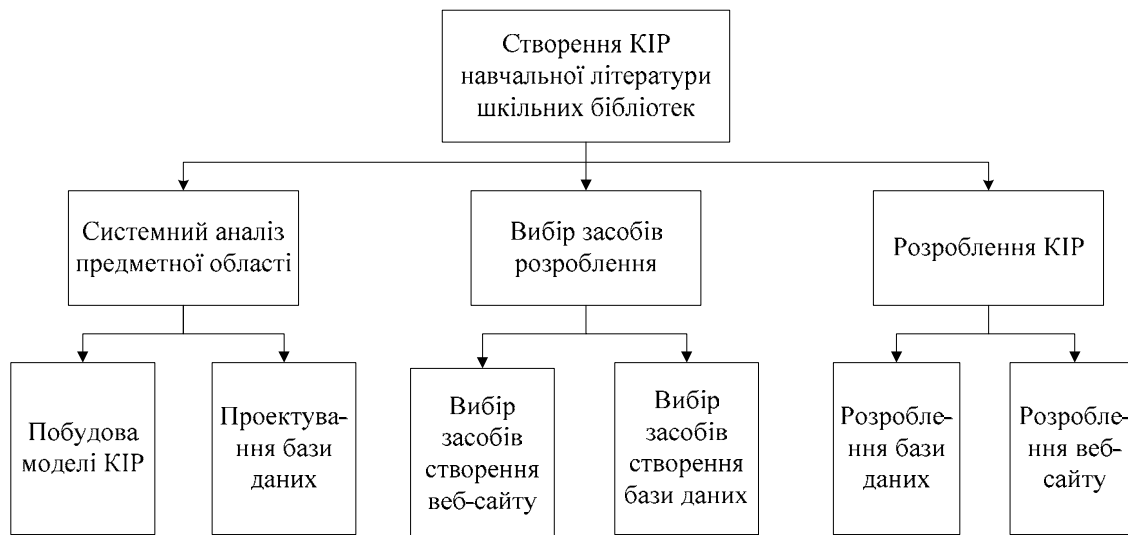 Створення КІР
навчальної літератури
шкільних бібліотек
Системний аналіз
предметної області
Вибір засобів
розроблення
Розроблення КІР
Побудова
моделі КІР
Проектува-
ння бази
даних
Вибір
засобів
створення
веб-сайту
Вибір
засобів
створення
бази даних
Розробле-
ння бази
даних
Розробле-
ння веб-
сайту